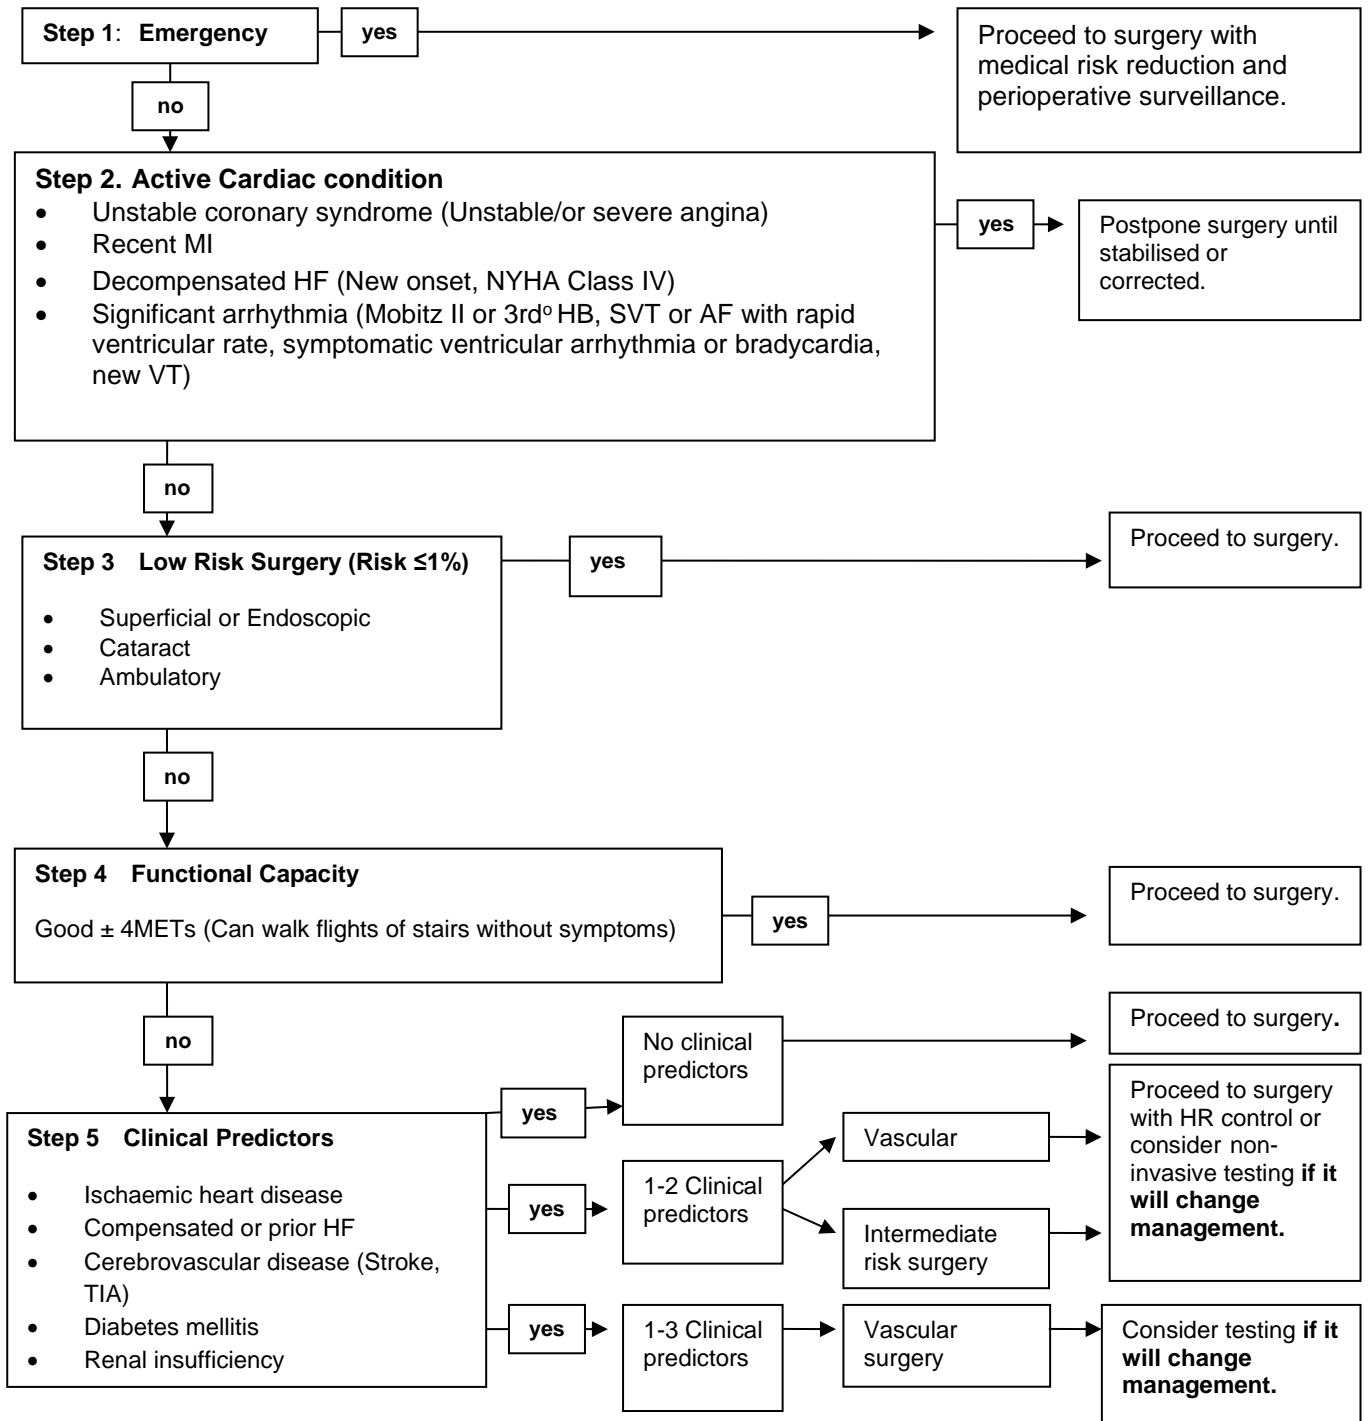 Step 1: Emergency
yes
Proceed to surgery with
medical risk reduction and
perioperative surveillance.
no
Step 2. Active Cardiac condition
• Unstable coronary syndrome (Unstable/or severe angina)
• Recent MI
• Decompensated HF (New onset, NYHA Class IV)
• Significant arrhythmia (Mobitz II or 3rdº HB, SVT or AF with rapid
ventricular rate, symptomatic ventricular arrhythmia or bradycardia,
new VT)
yes
Postpone surgery until
stabilised or
corrected.
no
Step 3 Low Risk Surgery (Risk ≤1%)
• Superficial or Endoscopic
• Cataract
• Ambulatory
yes
Proceed to surgery.
no
Step 4 Functional Capacity
Good ± 4METs (Can walk flights of stairs without symptoms)
yes
Proceed to surgery.
no
Step 5 Clinical Predictors
• Ischaemic heart disease
• Compensated or prior HF
• Cerebrovascular disease (Stroke,
TIA)
• Diabetes mellitis
• Renal insufficiency
yes
No clinical
predictors
Proceed to surgery.
yes
1-2 Clinical
predictors
Vascular
Intermediate
risk surgery
Proceed to surgery
with HR control or
consider non-
invasive testing if it
will change
management.
yes
1-3 Clinical
predictors
Vascular
surgery
Consider testing if it
will change
management.